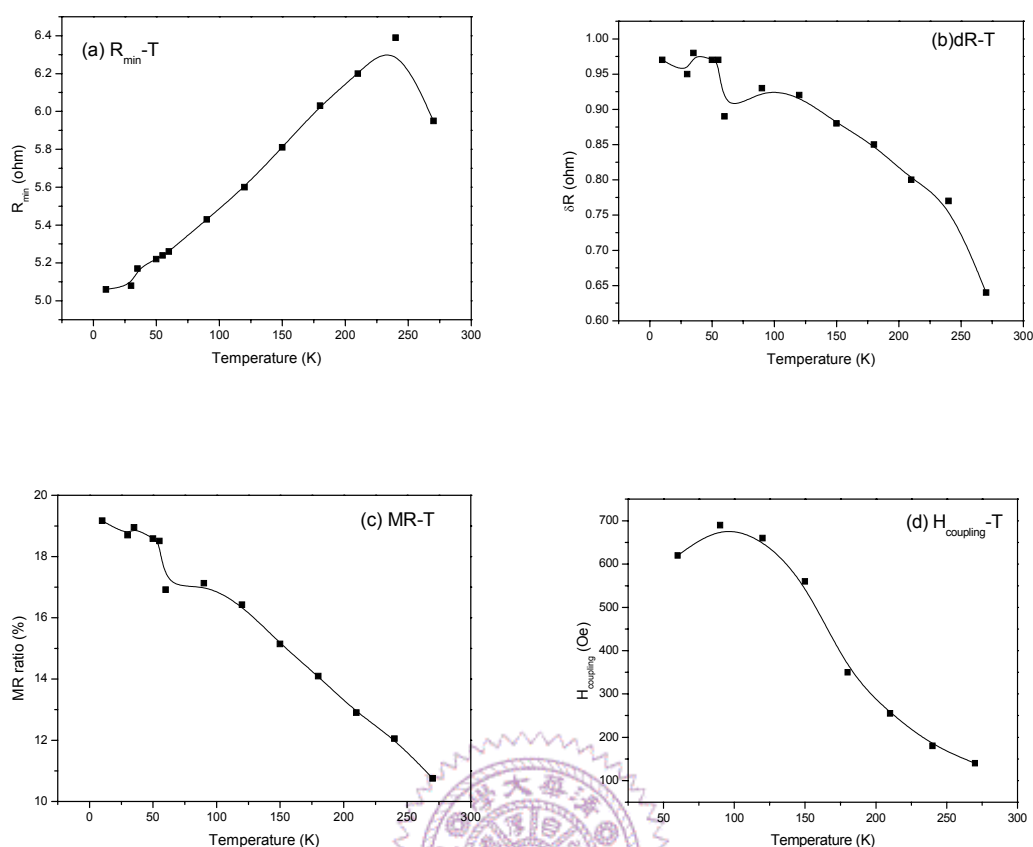 (a) R_min-T
6.4
6.2
6.0
5.8
5.6
5.4
5.2
5.0
R_min (ohm)
0 50 100 150 200 250 300
Temperature (K)
(b)dR-T
1.00
0.95
0.90
0.85
0.80
0.75
0.70
0.65
0.60
δR (ohm)
0 50 100 150 200 250 300
Temperature (K)
(c) MR-T
20
18
16
14
12
10
MR ratio (%)
0 50 100 150 200 250 300
Temperature (K)
(d) H_coupling-T
700
600
500
400
300
200
100
H_coupling (Oe)
50 100 150 200 250 300
Temperature (K)
學大華清